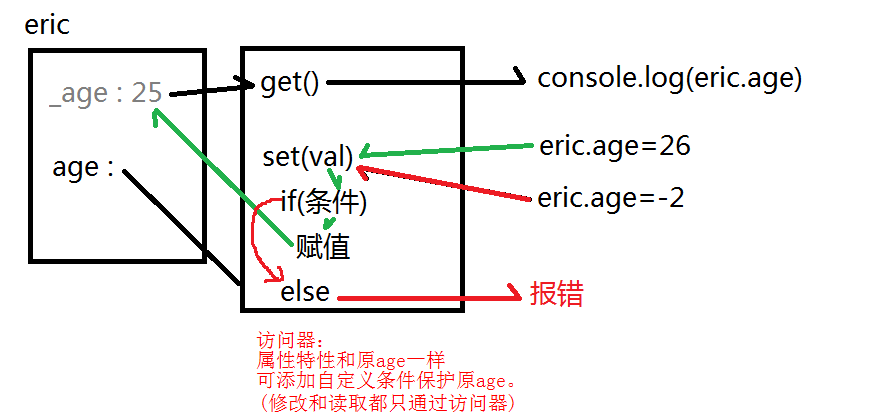 eric
_age : 25
age :
get()
set(val)
if(条件)
赋值
else
console.log(eric.age)
eric.age=26
eric.age=-2
报错
访问器：
属性特性和原age一样
可添加自定义条件保护原age。
(修改和读取都只通过访问器)